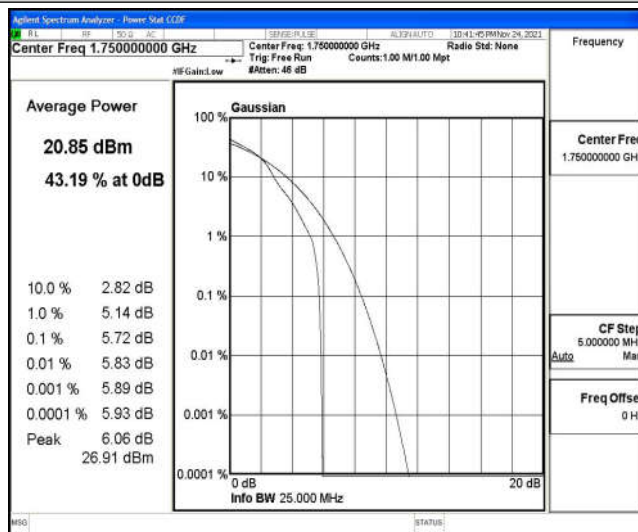 Agilent Spectrum Analyzer - Power Stat CCDF
RL RF 50 Ω AC SENSE:PULSE ALIGN AUTO 10:41:45 PM Nov 24, 2021
Center Freq 1.750000000 GHz
Center Freq: 1.750000000 GHz Radio Std: None
Trig: Free Run Counts:1.00 M/1.00 Mpt
#IFGain:Low #Atten: 46 dB
Frequency
Average Power
20.85 dBm
43.19 % at 0dB
10.0 % 2.82 dB
1.0 % 5.14 dB
0.1 % 5.72 dB
0.01 % 5.83 dB
0.001 % 5.89 dB
0.0001 % 5.93 dB
Peak 6.06 dB
26.91 dBm
Gaussian
100 %
10 %
1 %
0.1 %
0.01 %
0.001 %
0.0001 %
0 dB 20 dB
Info BW 25.000 MHz
Center Fre
1.750000000 GH
CF Step
5.000000 MH
Auto Ma
Freq Offse
0 H
MSG STATUS